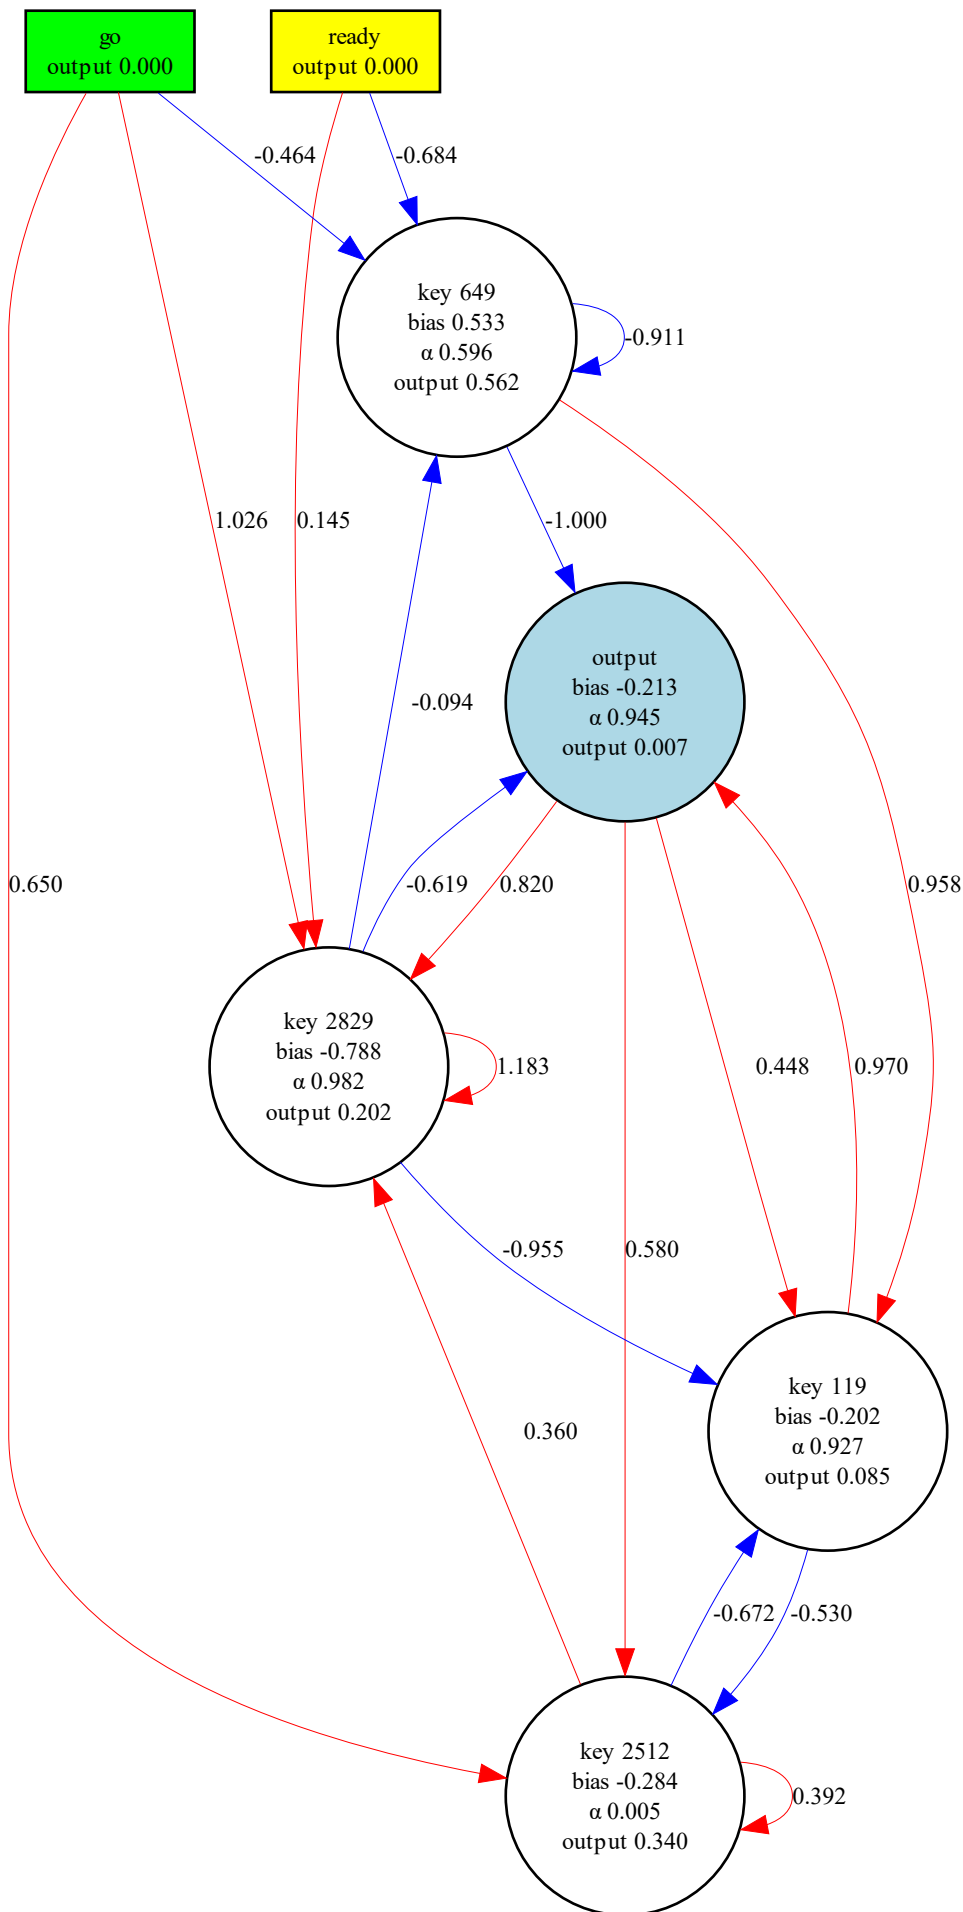 go
output 0.000
ready
output 0.000
-0.464
-0.684
key 649
bias 0.533
α 0.596
output 0.562
-0.911
1.026
0.145
-1.000
output
bias -0.213
α 0.945
output 0.007
-0.094
0.650
-0.619
0.820
0.958
key 2829
bias -0.788
α 0.982
output 0.202
1.183
0.448
0.970
-0.955
0.580
key 119
bias -0.202
α 0.927
output 0.085
0.360
-0.672
-0.530
key 2512
bias -0.284
α 0.005
output 0.340
0.392